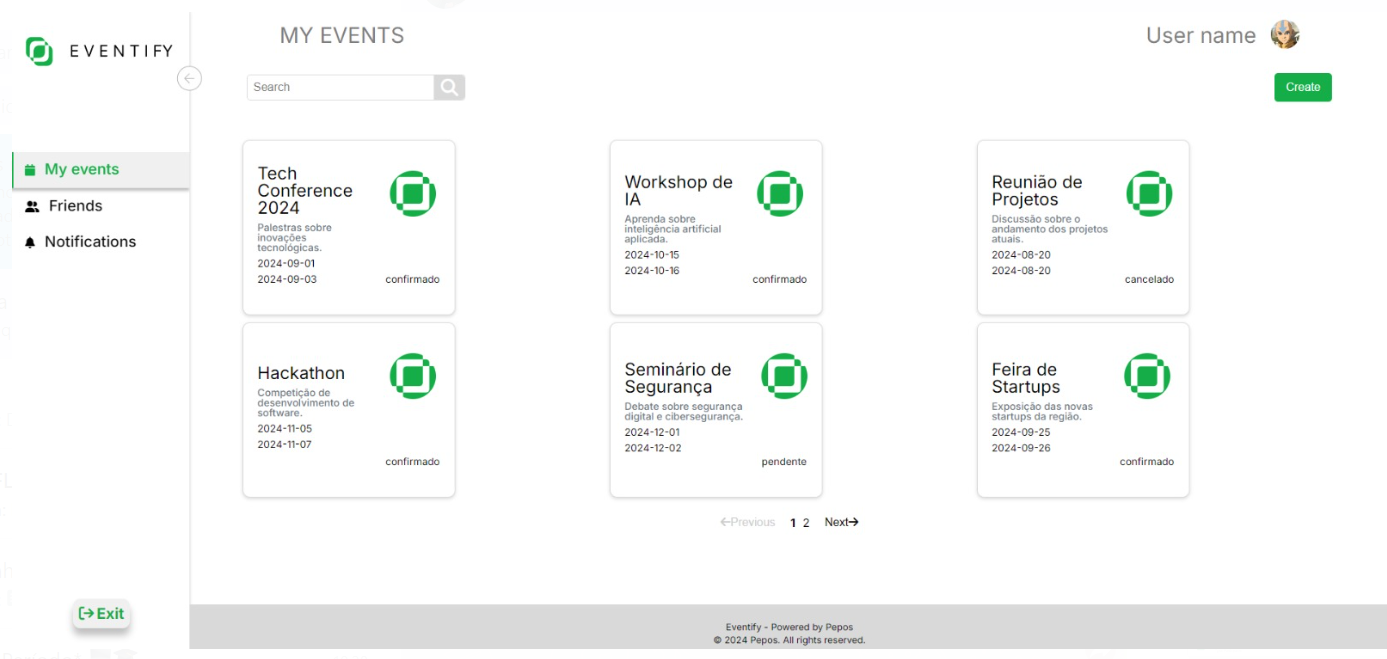 EVENTIFY
MY EVENTS
User name
Search
Create
My events
Friends
Notifications
Exit
Tech
Conference
2024
Palestras sobre
inovações
tecnológicas.
2024-09-01
2024-09-03
confirmado
Workshop de
IA
Aprenda sobre
inteligência artificial
aplicada.
2024-10-15
2024-10-16
confirmado
Reunião de
Projetos
Discussão sobre o
andamento dos projetos
atuais.
2024-08-20
2024-08-20
cancelado
Hackathon
Competição de
desenvolvimento de
software.
2024-11-05
2024-11-07
confirmado
Seminário de
Segurança
Debate sobre segurança
digital e cibersegurança.
2024-12-01
2024-12-02
pendente
Feira de
Startups
Exposição das novas
startups da região.
2024-09-25
2024-09-26
confirmado
←Previous 1 2 Next→
Eventify - Powered by Pepos
© 2024 Pepos. All rights reserved.